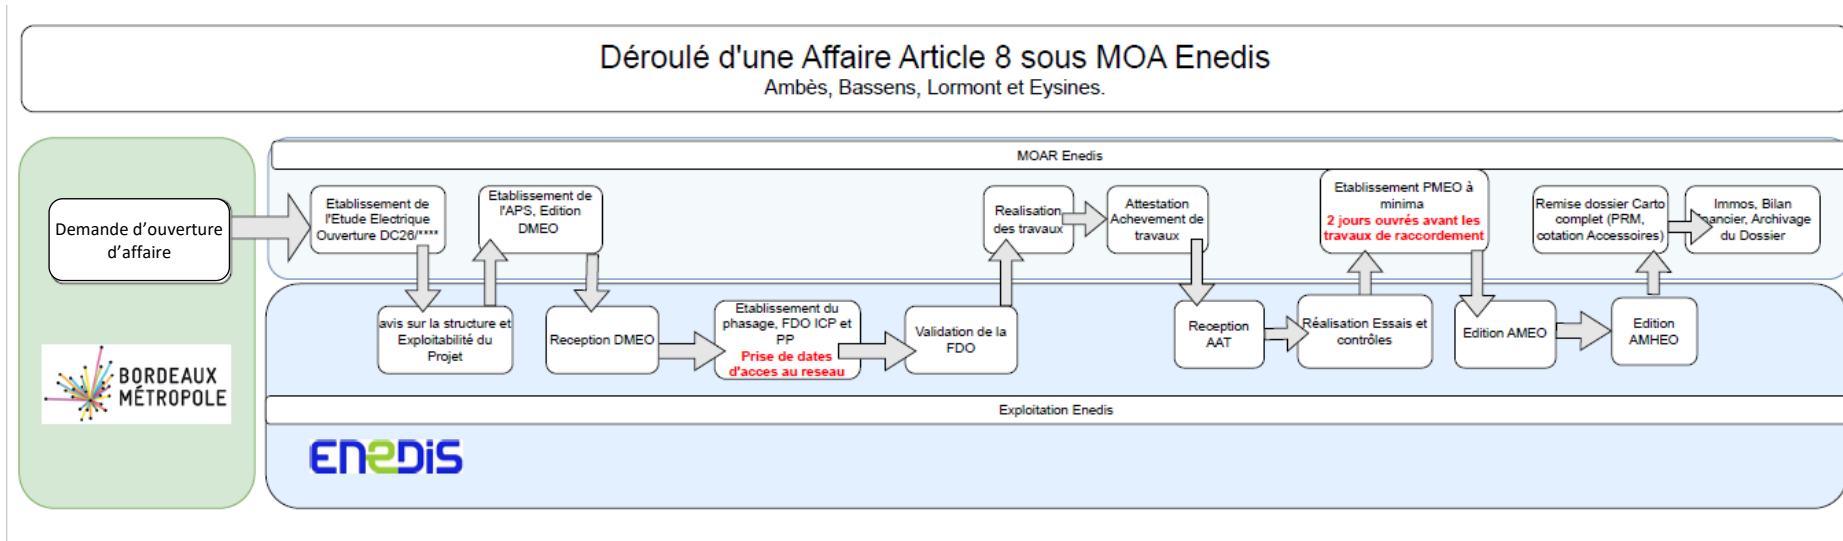 Déroulé d'une Affaire Article 8 sous MOA Enedis
Ambès, Bassens, Lormont et Eysines.
MOAR Enedis
Demande d'ouverture
d'affaire
Etablissement de
l'Etude Electrique
Ouverture DC26/****
avis sur la structure et
Exploitabilité du
Projet
Etablissement de
l'APS, Edition
DMEO
Reception DMEO
Etablissement du
phasage, FDO ICP et
PP
Prise de dates
d'acces au reseau
Validation de la
FDO
Realisation
des travaux
Attestation
Achevement de
travaux
Reception
AAT
Réalisation Essais et
contrôles
Etablissement PMEO à
minima
2 jours ouvrés avant les
travaux de raccordement
Edition AMEO
Edition
AMHEO
Remise dossier Carto
complet (PRM,
cotation Accessoires)
Immos, Bilan
financier, Archivage
du Dossier
Exploitation Enedis
BORDEAUX
MÉTROPOLE
ENEDIS